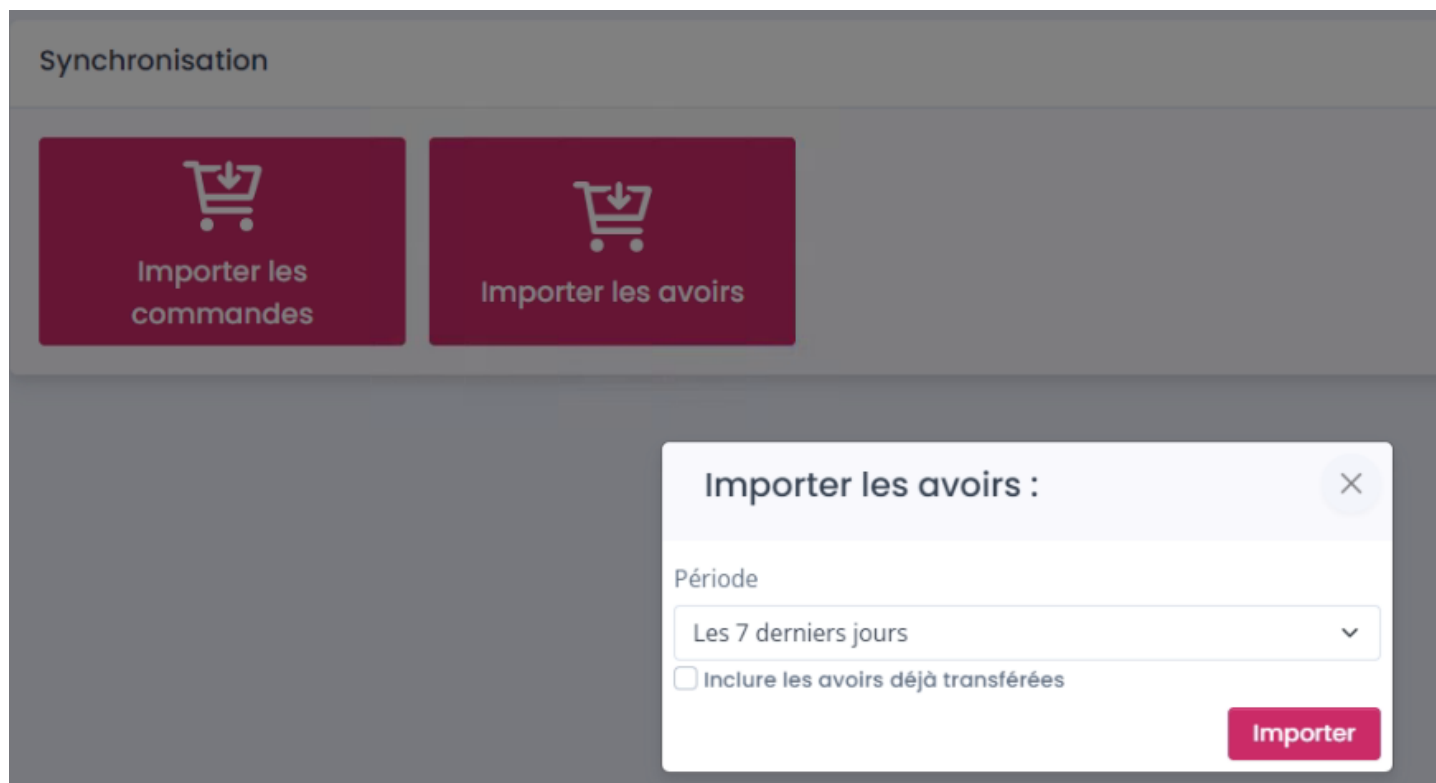 Synchronisation
Importer les
commandes
Importer les avoirs
Importer les avoirs :
Période
Les 7 derniers jours
Inclure les avoirs déjà transférées
Importer